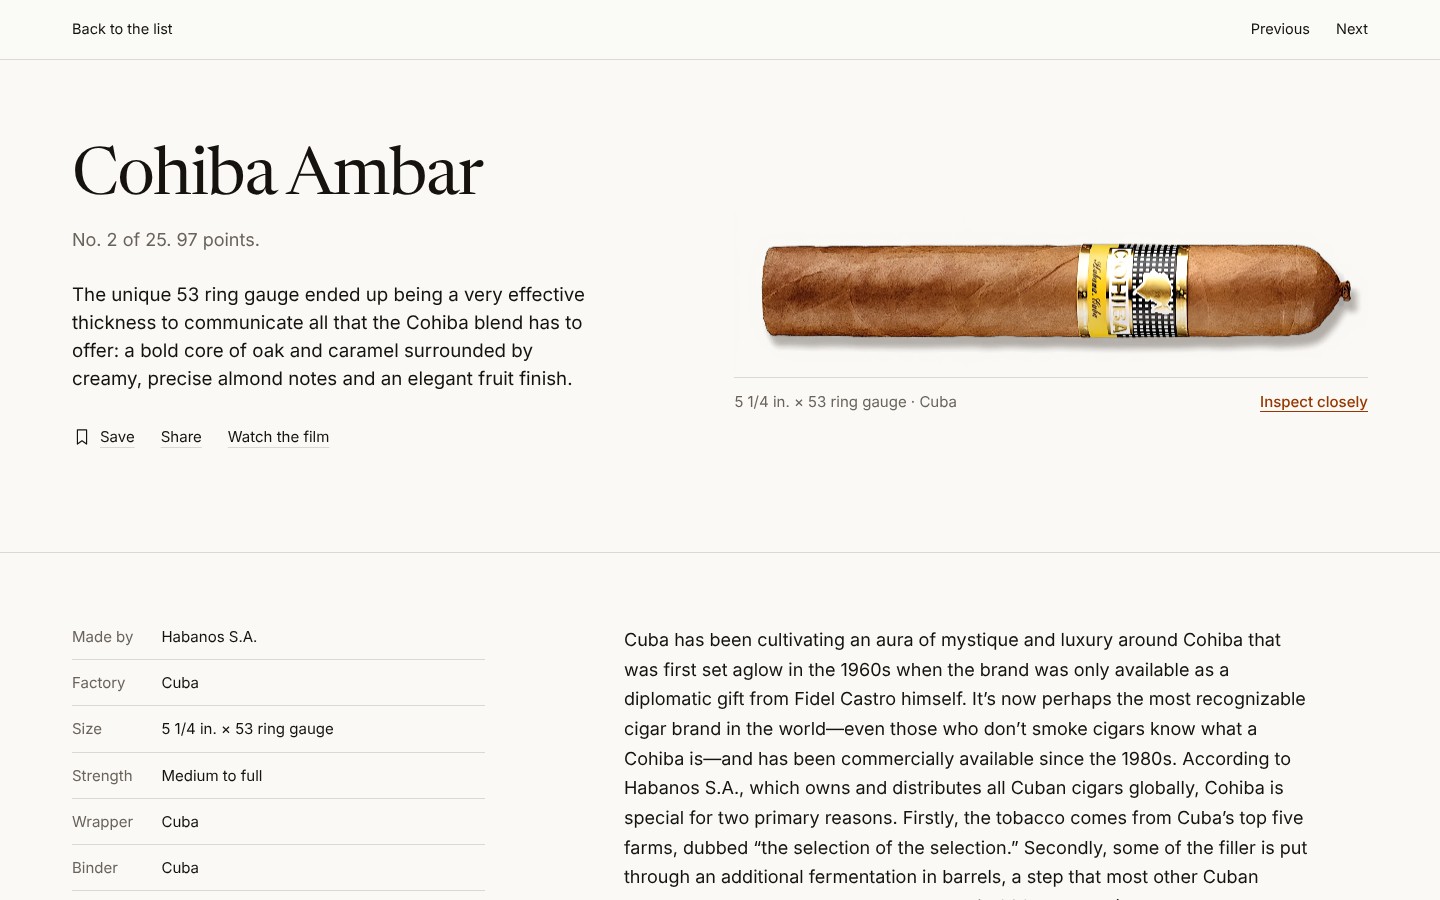 Back to the list
Previous
Next
Cohiba Ambar
No. 2 of 25. 97 points.
The unique 53 ring gauge ended up being a very effective
thickness to communicate all that the Cohiba blend has to
offer: a bold core of oak and caramel surrounded by
creamy, precise almond notes and an elegant fruit finish.
Save
Share
Watch the film
Habana, Cuba
COHIBA
5 1/4 in. × 53 ring gauge · Cuba
Inspect closely
Made by Habanos S.A.
Factory Cuba
Size 5 1/4 in. × 53 ring gauge
Strength Medium to full
Wrapper Cuba
Binder Cuba
Cuba has been cultivating an aura of mystique and luxury around Cohiba that
was first set aglow in the 1960s when the brand was only available as a
diplomatic gift from Fidel Castro himself. It’s now perhaps the most recognizable
cigar brand in the world—even those who don’t smoke cigars know what a
Cohiba is—and has been commercially available since the 1980s. According to
Habanos S.A., which owns and distributes all Cuban cigars globally, Cohiba is
special for two primary reasons. Firstly, the tobacco comes from Cuba’s top five
farms, dubbed “the selection of the selection.” Secondly, some of the filler is put
through an additional fermentation in barrels, a step that most other Cuban